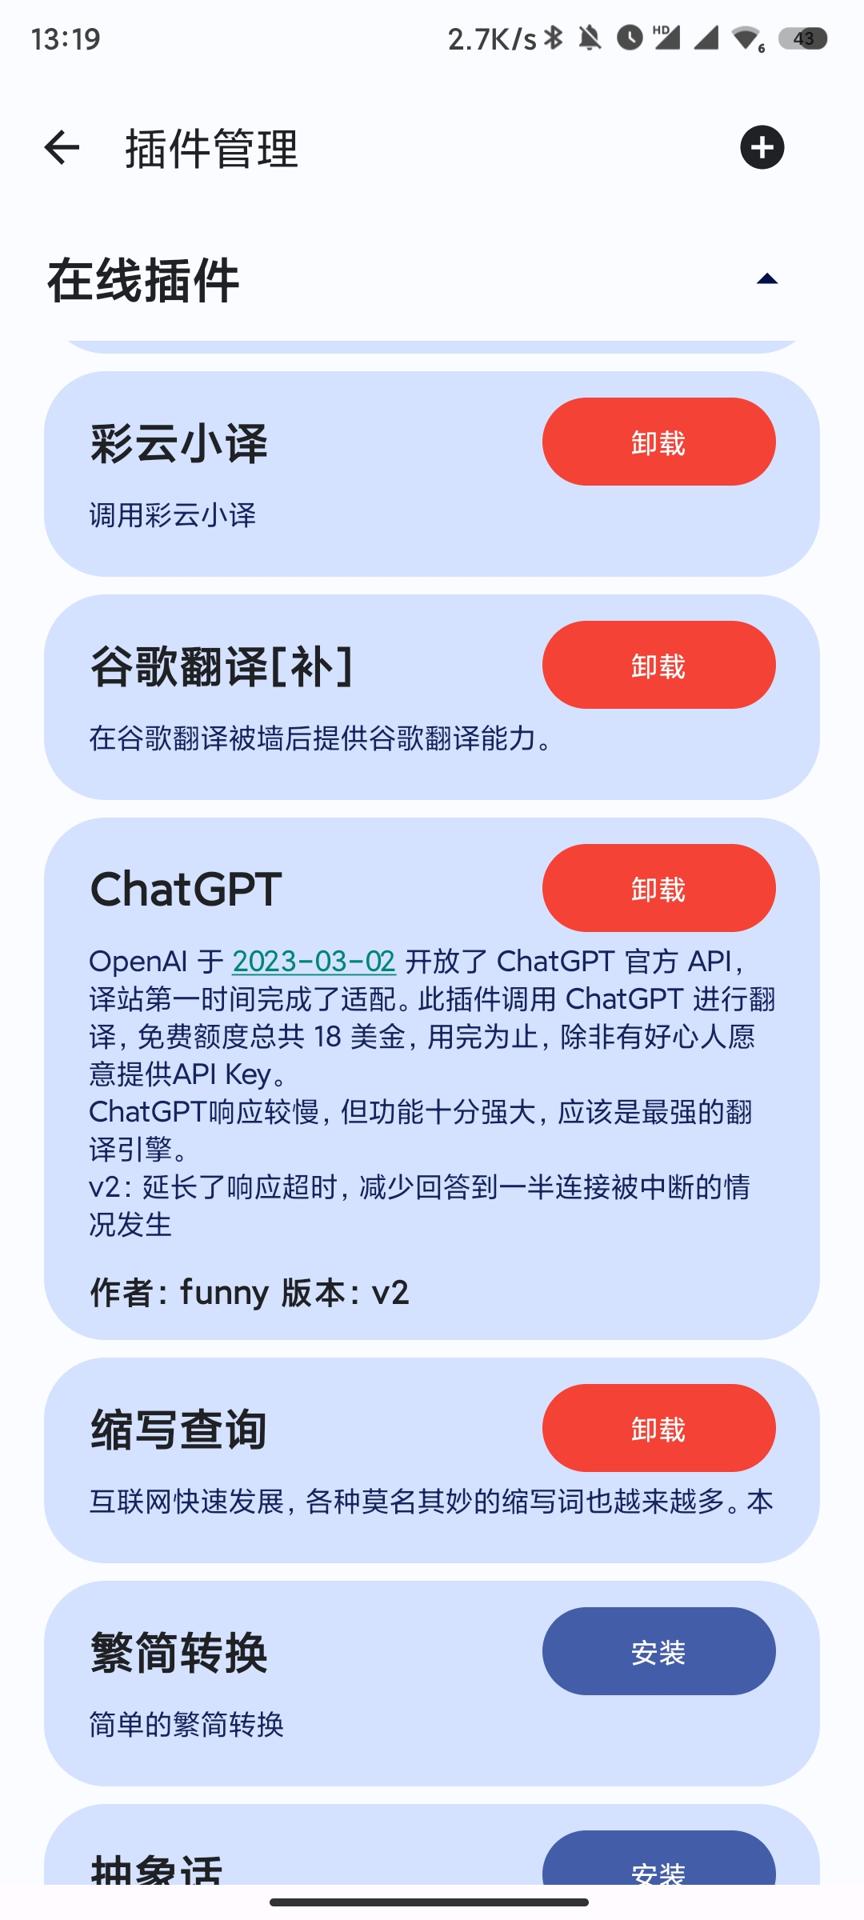 13:19
2.7K/s
HD
6
43
插件管理
在线插件
彩云小译
卸载
调用彩云小译
谷歌翻译[补]
卸载
在谷歌翻译被墙后提供谷歌翻译能力。
ChatGPT
卸载
OpenAI 于 2023-03-02 开放了 ChatGPT 官方 API，
译站第一时间完成了适配。此插件调用 ChatGPT 进行翻
译，免费额度总共 18 美金，用完为止，除非有好心人愿
意提供API Key。
ChatGPT响应较慢，但功能十分强大，应该是最强的翻
译引擎。
v2：延长了响应超时，减少回答到一半连接被中断的情
况发生
作者：funny 版本：v2
缩写查询
卸载
互联网快速发展，各种莫名其妙的缩写词也越来越多。本
繁简转换
安装
简单的繁简转换
抽象话
安装